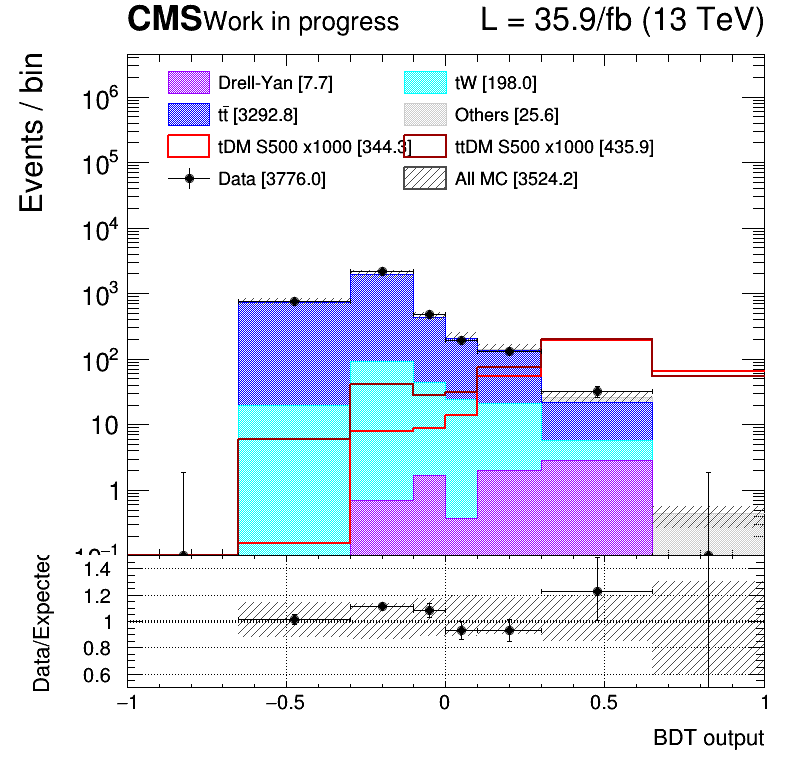 CMS Work in progress L = 35.9/fb (13 TeV)
Events / bin
Drell-Yan [7.7] tW [198.0]
tt̄ [3292.8] Others [25.6]
tDM S500 x1000 [344.3] ttDM S500 x1000 [435.9]
Data [3776.0] All MC [3524.2]
10⁶
10⁵
10⁴
10³
10²
10
1
10⁻¹
Data/Expected
1.4
1.2
1
0.8
0.6
−1 −0.5 0 0.5 1
BDT output